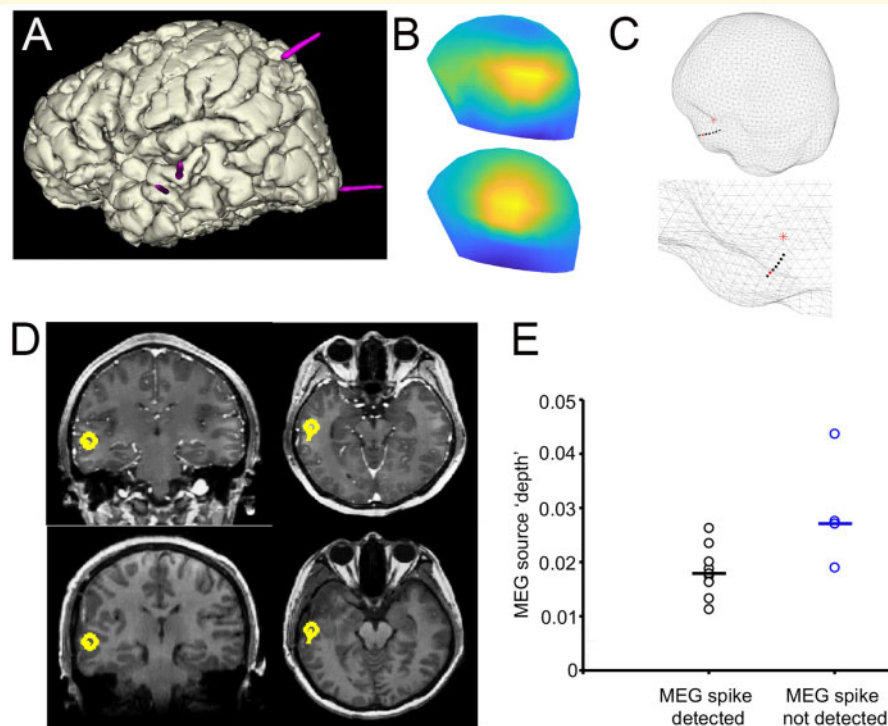 A
B
C
D
E
0.05
0.04
0.03
0.02
0.01
0
MEG source 'depth'
MEG spike
detected
MEG spike
not detected